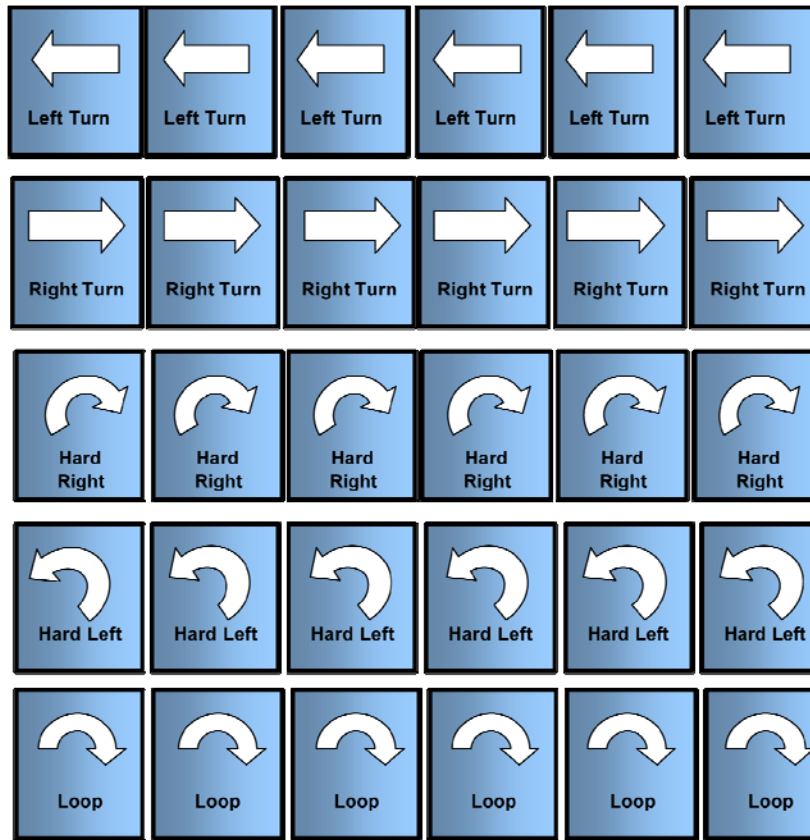 Left Turn Left Turn Left Turn Left Turn Left Turn Left Turn
Right Turn Right Turn Right Turn Right Turn Right Turn Right Turn
Hard Hard Hard Hard Hard Hard
Right Right Right Right Right Right
Hard Left Hard Left Hard Left Hard Left Hard Left Hard Left
Loop Loop Loop Loop Loop Loop